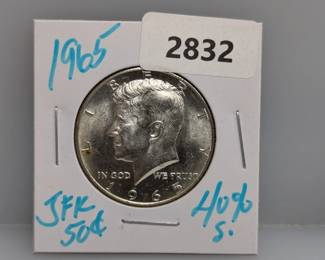 1965
2832
LIBERTY
IN GOD WE TRUST
1965
JFK
50¢
40%
S.